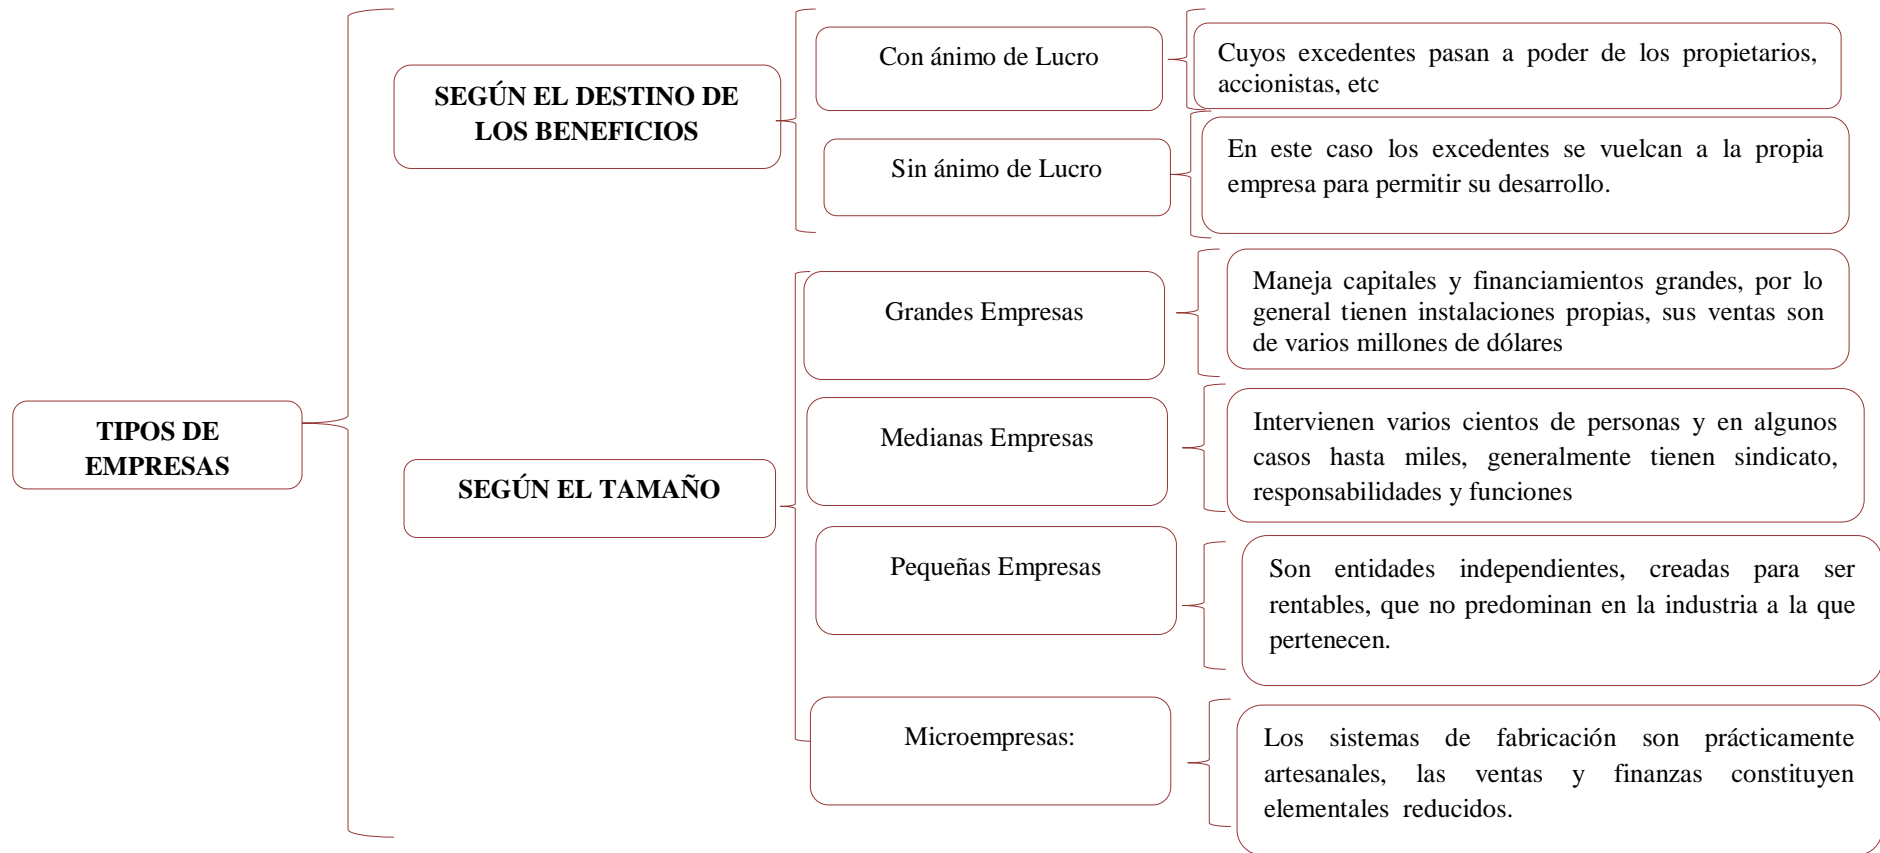 TIPOS DE
EMPRESAS
SEGÚN EL DESTINO DE
LOS BENEFICIOS
Con ánimo de Lucro
Cuyos excedentes pasan a poder de los propietarios,
accionistas, etc
Sin ánimo de Lucro
En este caso los excedentes se vuelcan a la propia
empresa para permitir su desarrollo.
SEGÚN EL TAMAÑO
Grandes Empresas
Maneja capitales y financiamientos grandes, por lo
general tienen instalaciones propias, sus ventas son
de varios millones de dólares
Medianas Empresas
Intervienen varios cientos de personas y en algunos
casos hasta miles, generalmente tienen sindicato,
responsabilidades y funciones
Pequeñas Empresas
Son entidades independientes, creadas para ser
rentables, que no predominan en la industria a la que
pertenecen.
Microempresas:
Los sistemas de fabricación son prácticamente
artesanales, las ventas y finanzas constituyen
elementales reducidos.